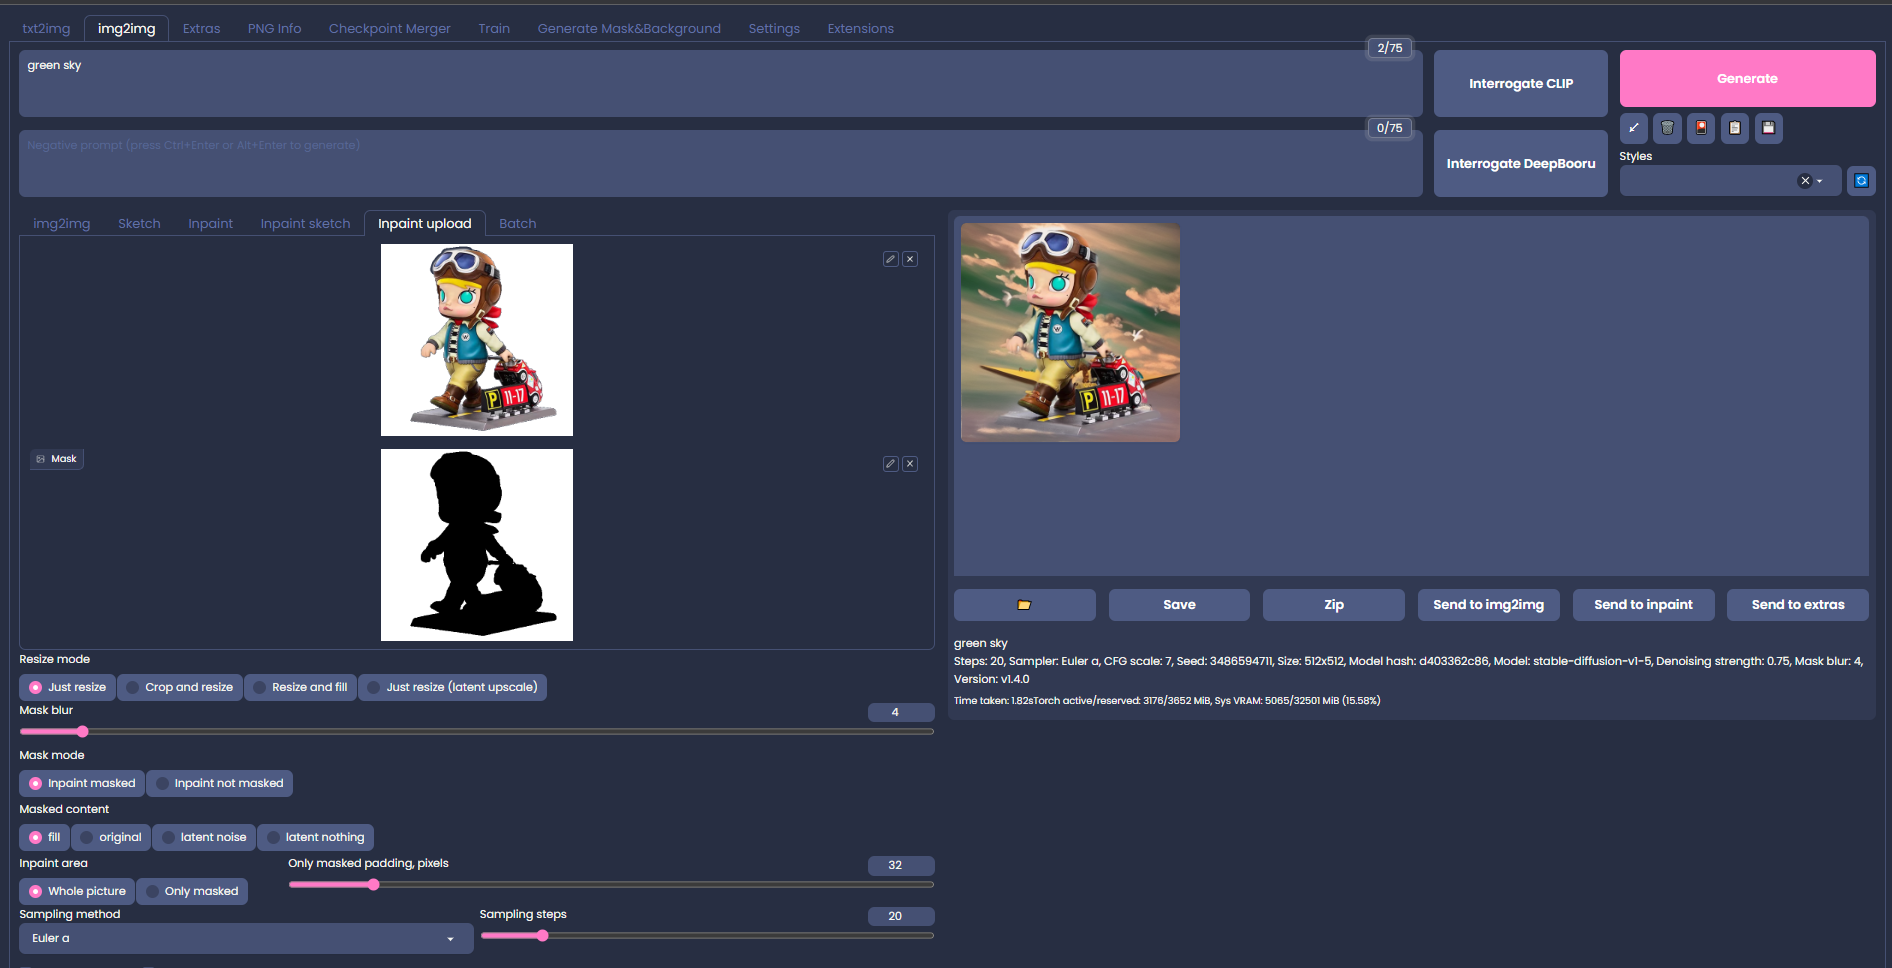 txt2img img2img Extras PNG Info Checkpoint Merger Train Generate Mask&Background Settings Extensions
2/75
green sky
Interrogate CLIP
Generate
0/75
Negative prompt (press Ctrl+Enter or Alt+Enter to generate)
Interrogate DeepBooru
Styles
img2img Sketch Inpaint Inpaint sketch Inpaint upload Batch
W
P 11-17
Mask
W
P 11-17
Save Zip Send to img2img Send to inpaint Send to extras
green sky
Steps: 20, Sampler: Euler a, CFG scale: 7, Seed: 3486594711, Size: 512x512, Model hash: d403362c86, Model: stable-diffusion-v1-5, Denoising strength: 0.75, Mask blur: 4,
Version: v1.4.0
Time taken: 1.82sTorch active/reserved: 3176/3652 MiB, Sys VRAM: 5065/32501 MiB (15.58%)
Resize mode
Just resize Crop and resize Resize and fill Just resize (latent upscale)
Mask blur 4
Mask mode
Inpaint masked Inpaint not masked
Masked content
fill original latent noise latent nothing
Inpaint area Only masked padding, pixels 32
Whole picture Only masked
Sampling method Sampling steps 20
Euler a